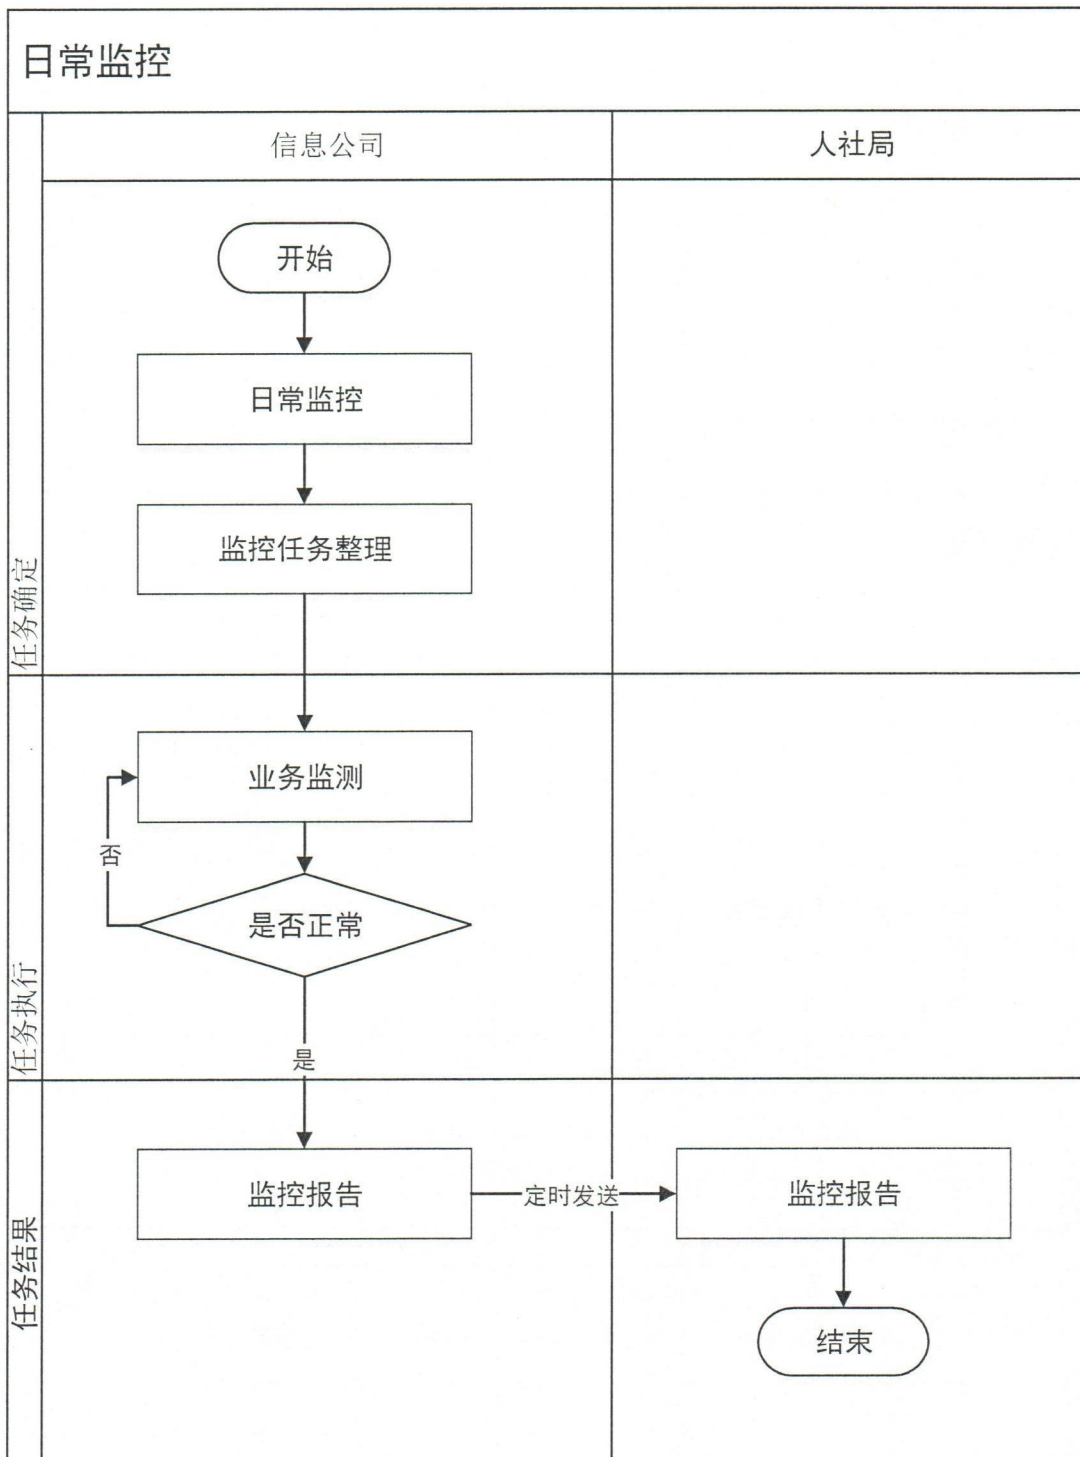 日常监控
信息公司
人社局
任务确定
开始
日常监控
监控任务整理
任务执行
业务监测
否
是否正常
是
任务结果
监控报告
定时发送
监控报告
结束